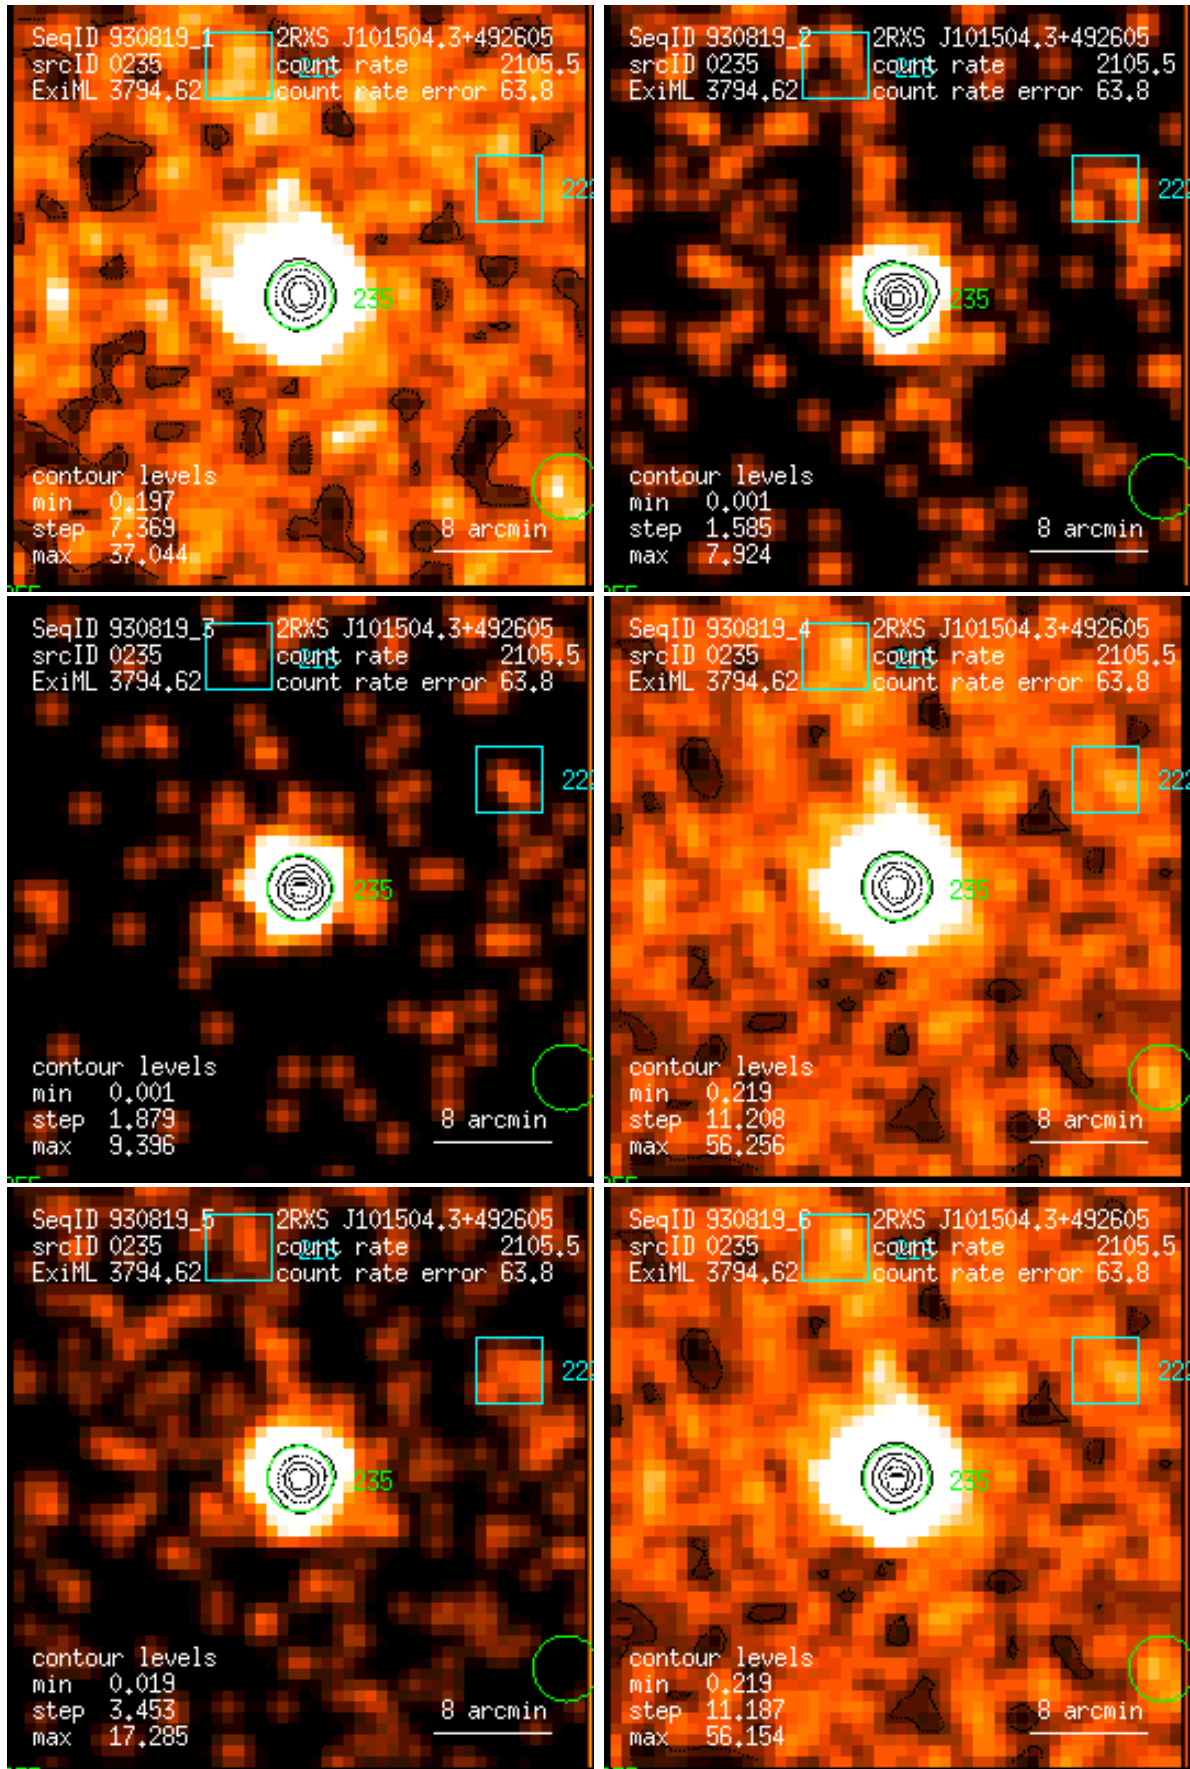 SeqID 930819_1 2RXS J101504.3+492605
srcID 0235 count rate 2105.5
ExiML 3794.62 count rate error 63.8
222
235
contour levels
min 0.197
step 7.369
max 37.044
8 arcmin
SeqID 930819_2 2RXS J101504.3+492605
srcID 0235 count rate 2105.5
ExiML 3794.62 count rate error 63.8
222
235
contour levels
min 0.001
step 1.585
max 7.924
8 arcmin
SeqID 930819_3 2RXS J101504.3+492605
srcID 0235 count rate 2105.5
ExiML 3794.62 count rate error 63.8
222
235
contour levels
min 0.001
step 1.879
max 9.396
8 arcmin
SeqID 930819_4 2RXS J101504.3+492605
srcID 0235 count rate 2105.5
ExiML 3794.62 count rate error 63.8
222
235
contour levels
min 0.219
step 11.208
max 56.256
8 arcmin
SeqID 930819_5 2RXS J101504.3+492605
srcID 0235 count rate 2105.5
ExiML 3794.62 count rate error 63.8
222
235
contour levels
min 0.019
step 3.453
max 17.285
8 arcmin
SeqID 930819_6 2RXS J101504.3+492605
srcID 0235 count rate 2105.5
ExiML 3794.62 count rate error 63.8
222
235
contour levels
min 0.219
step 11.187
max 56.154
8 arcmin